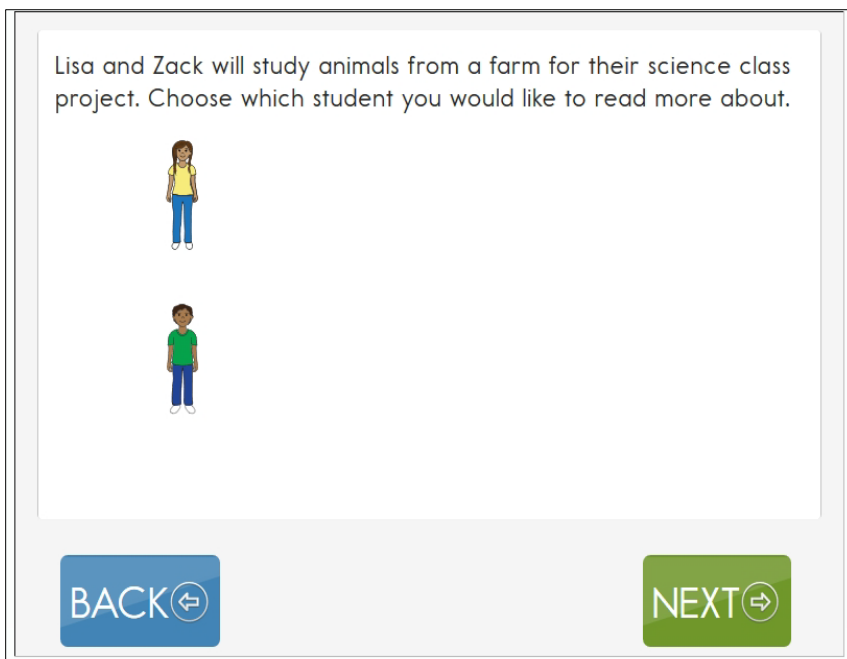 Lisa and Zack will study animals from a farm for their science class
project. Choose which student you would like to read more about.
BACK
NEXT